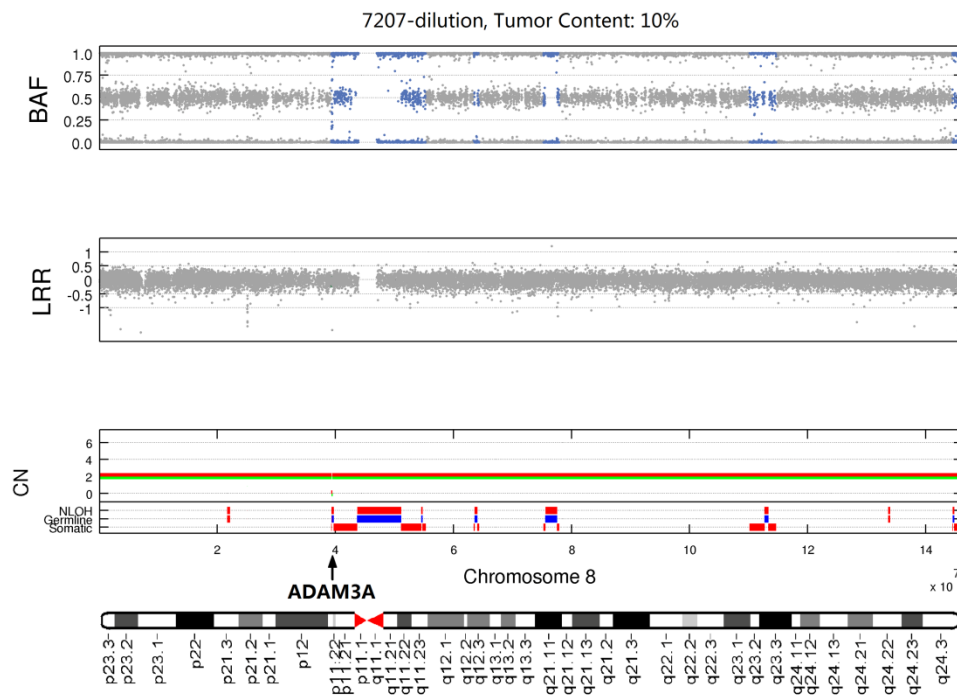 7207-dilution, Tumor Content: 10%
BAF
1.0
0.75
0.5
0.25
0.0
LRR
1
0.5
0
-0.5
-1
CN
6
4
2
0
NLOH
Germline
Somatic
2 4 6 8 10 12 14
x 10 7
Chromosome 8
ADAM3A
p23.3- p23.2- p23.1- p22- p21.3- p21.2- p21.1- p12- p11.22- p11.21- p11.1- q11.1- q11.21- q11.22- q11.23- q12.1- q12.2- q12.3- q13.1- q13.2- q13.3- q21.11- q21.12- q21.13- q21.2- q21.3- q22.1- q22.2- q22.3- q23.1- q23.2- q23.3- q24.11- q24.12- q24.13- q24.21- q24.22- q24.23- q24.3-